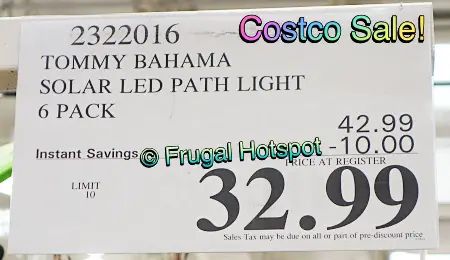 Costco Sale!
2322016
TOMMY BAHAMA
SOLAR LED PATH LIGHT
6 PACK
42.99
Instant Savings -10.00
© Frugal Hotspot
PRICE AT REGISTER
LIMIT
10
32.99
Sales Tax may be due on all or part of pre-discount price